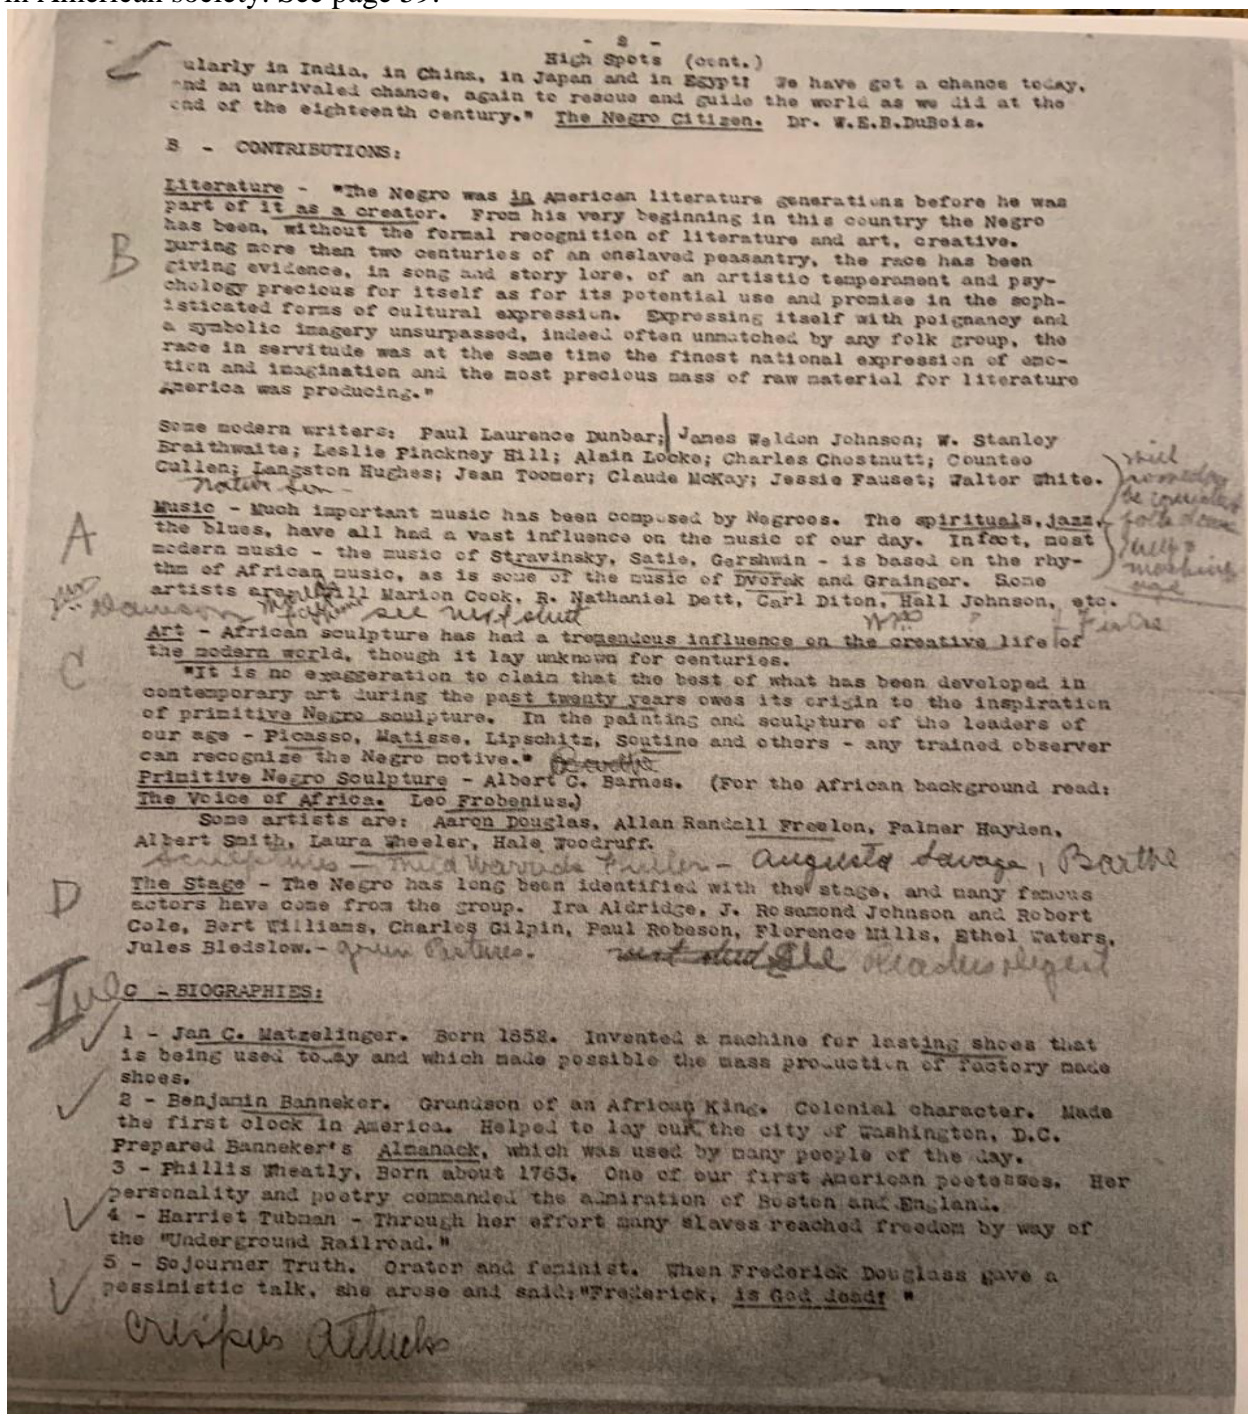 in American society. See page 39.
- 2 -
High Spots (cont.)
ularly in India, in China, in Japan and in Egypt! We have got a chance today,
and an unrivaled chance, again to rescue and guide the world as we did at the
end of the eighteenth century." The Negro Citizen. Dr. W.E.B.DuBois.
B - CONTRIBUTIONS:
Literature - "The Negro was in American literature generations before he was
part of it as a creator. From his very beginning in this country the Negro
has been, without the formal recognition of literature and art, creative.
B
During more than two centuries of an enslaved peasantry, the race has been
giving evidence, in song and story lore, of an artistic temperament and psy-
chology precious for itself as for its potential use and promise in the soph-
isticated forms of cultural expression. Expressing itself with poignancy and
a symbolic imagery unsurpassed, indeed often unmatched by any folk group, the
race in servitude was at the same time the finest national expression of emo-
tion and imagination and the most precious mass of raw material for literature
America was producing."
Some modern writers: Paul Laurence Dunbar; James Weldon Johnson; W. Stanley
Braithwaite; Leslie Pinckney Hill; Alain Locke; Charles Chestnutt; Countee
Cullen; Langston Hughes; Jean Toomer; Claude McKay; Jessie Fauset; Walter White.
will
someday
be
machine
age
A
Music - Much important music has been composed by Negroes. The spirituals, jazz,
the blues, have all had a vast influence on the music of our day. Infact, most
modern music - the music of Stravinsky, Satie, Gershwin - is based on the rhy-
thm of African music, as is some of the music of Dvorak and Grainger. Some
artists are: Will Marion Cook, R. Nathaniel Dett, Carl Diton, Hall Johnson, etc.
Dawson see next sheet
Art - African sculpture has had a tremendous influence on the creative life of
the modern world, though it lay unknown for centuries.
C
"It is no exaggeration to claim that the best of what has been developed in
contemporary art during the past twenty years owes its origin to the inspiration
of primitive Negro sculpture. In the painting and sculpture of the leaders of
our age - Picasso, Matisse, Lipschitz, Soutine and others - any trained observer
can recognize the Negro motive."
Primitive Negro Sculpture - Albert C. Barnes. (For the African background read:
The Voice of Africa. Leo Frobenius.)
Some artists are: Aaron Douglas, Allan Randall Freelon, Palmer Hayden,
Albert Smith, Laura Wheeler, Hale Woodruff.
Sculptures - Fuller - Augusta Savage, Barthe
D
The Stage - The Negro has long been identified with the stage, and many famous
actors have come from the group. Ira Aldridge, J. Rosamond Johnson and Robert
Cole, Bert Williams, Charles Gilpin, Paul Robeson, Florence Mills, Ethel Waters,
Jules Bledslow. - green Pastures. Readers digest
C - BIOGRAPHIES:
1 - Jan C. Matzelinger. Born 1852. Invented a machine for lasting shoes that
is being used today and which made possible the mass production of factory made
shoes.
2 - Benjamin Banneker. Grandson of an African King. Colonial character. Made
the first clock in America. Helped to lay out the city of Washington, D.C.
Prepared Banneker's Almanack, which was used by many people of the day.
3 - Phillis Wheatly, Born about 1763. One of our first American poetesses. Her
personality and poetry commanded the admiration of Boston and England.
4 - Harriet Tubman - Through her effort many slaves reached freedom by way of
the "Underground Railroad."
5 - Sojourner Truth. Orator and feminist. When Frederick Douglass gave a
pessimistic talk, she arose and said:"Frederick, is God dead! "
Crispus Attucks